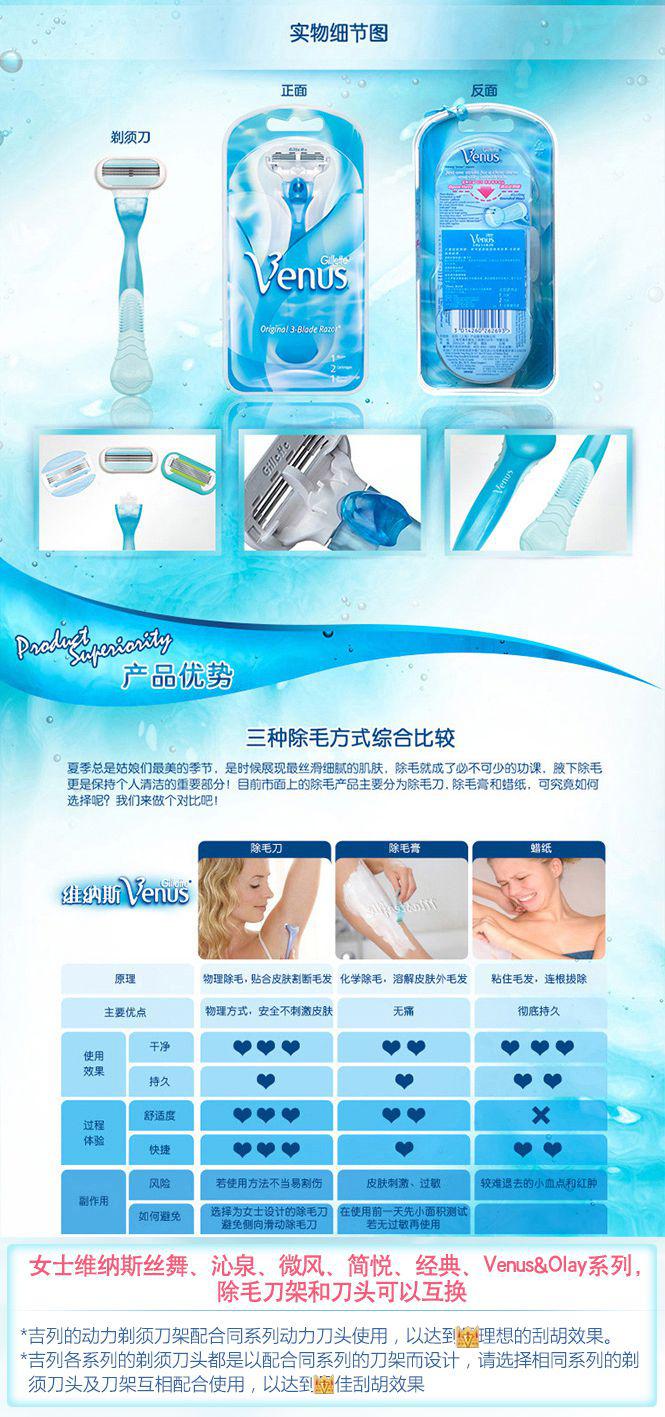 实物细节图
正面
反面
剃须刀
Gillette
Venus
Original 3-Blade Razor
1
2
1
Venus
Venus
3 014260 262693
Gillette
Venus
Product
Superiority
产品优势
三种除毛方式综合比较
夏季总是姑娘们最美的季节，是时候展现最丝滑细腻的肌肤，除毛就成了必不可少的功课，腋下除毛
更是保持个人清洁的重要部分！目前市面上的除毛产品主要分为除毛刀，除毛膏和蜡纸，可究竟如何
选择呢？我们来做个对比吧！
维纳斯 Gillette Venus
除毛刀 除毛膏 蜡纸
原理 物理除毛，贴合皮肤割断毛发 化学除毛，溶解皮肤外毛发 粘住毛发，连根拔除
主要优点 物理方式，安全不刺激皮肤 无痛 彻底持久
使用
效果
干净
持久
过程
体验
舒适度
快捷
副作用
风险 若使用方法不当易割伤 皮肤刺激、过敏 较难退去的小血点和红肿
如何避免 选择为女士设计的除毛刀
避免侧向滑动除毛刀
在使用前一天先小面积测试
若无过敏再使用
女士维纳斯丝舞、沁泉、微风、简悦、经典、Venus&Olay系列，
除毛刀架和刀头可以互换
*吉列的动力剃须刀架配合同系列动力刀头使用，以达到理想的刮胡效果。
*吉列各系列的剃须刀头都是以配合同系列的刀架而设计，请选择相同系列的剃
须刀头及刀架互相配合使用，以达到佳刮胡效果